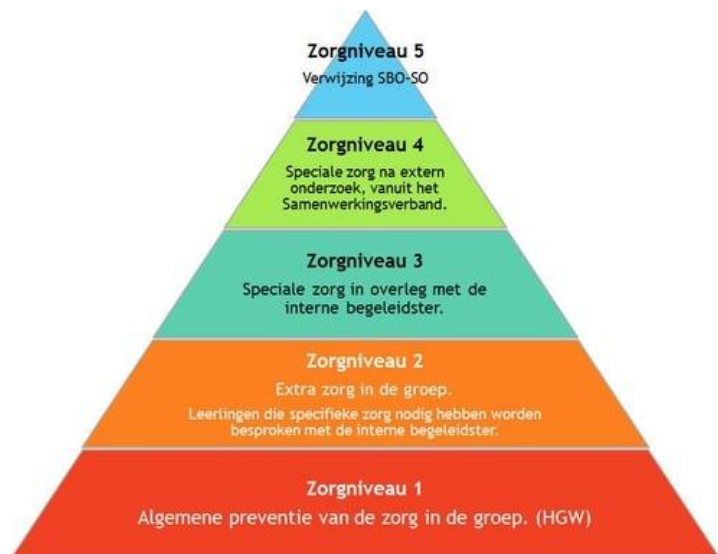 Zorgniveau 5
Verwijzing SBO-SO
Zorgniveau 4
Speciale zorg na extern
onderzoek, vanuit het
Samenwerkingsverband.
Zorgniveau 3
Speciale zorg in overleg met de
interne begeleidster.
Zorgniveau 2
Extra zorg in de groep.
Leerlingen die specifieke zorg nodig hebben worden
besproken met de interne begeleidster.
Zorgniveau 1
Algemene preventie van de zorg in de groep. (HGW)